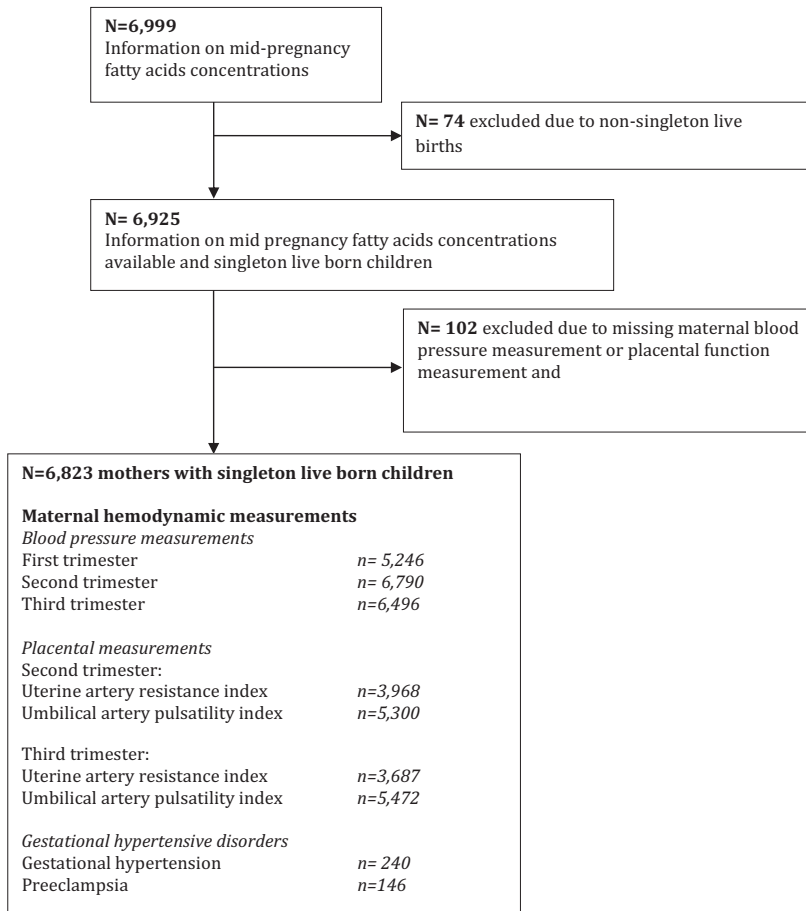 N=6,999
Information on mid-pregnancy
fatty acids concentrations
N= 74 excluded due to non-singleton live
births
N= 6,925
Information on mid pregnancy fatty acids concentrations
available and singleton live born children
N= 102 excluded due to missing maternal blood
pressure measurement or placental function
measurement and
N=6,823 mothers with singleton live born children
Maternal hemodynamic measurements
Blood pressure measurements
First trimester n= 5,246
Second trimester n= 6,790
Third trimester n=6,496
Placental measurements
Second trimester:
Uterine artery resistance index n=3,968
Umbilical artery pulsatility index n=5,300
Third trimester:
Uterine artery resistance index n=3,687
Umbilical artery pulsatility index n=5,472
Gestational hypertensive disorders
Gestational hypertension n= 240
Preeclampsia n=146